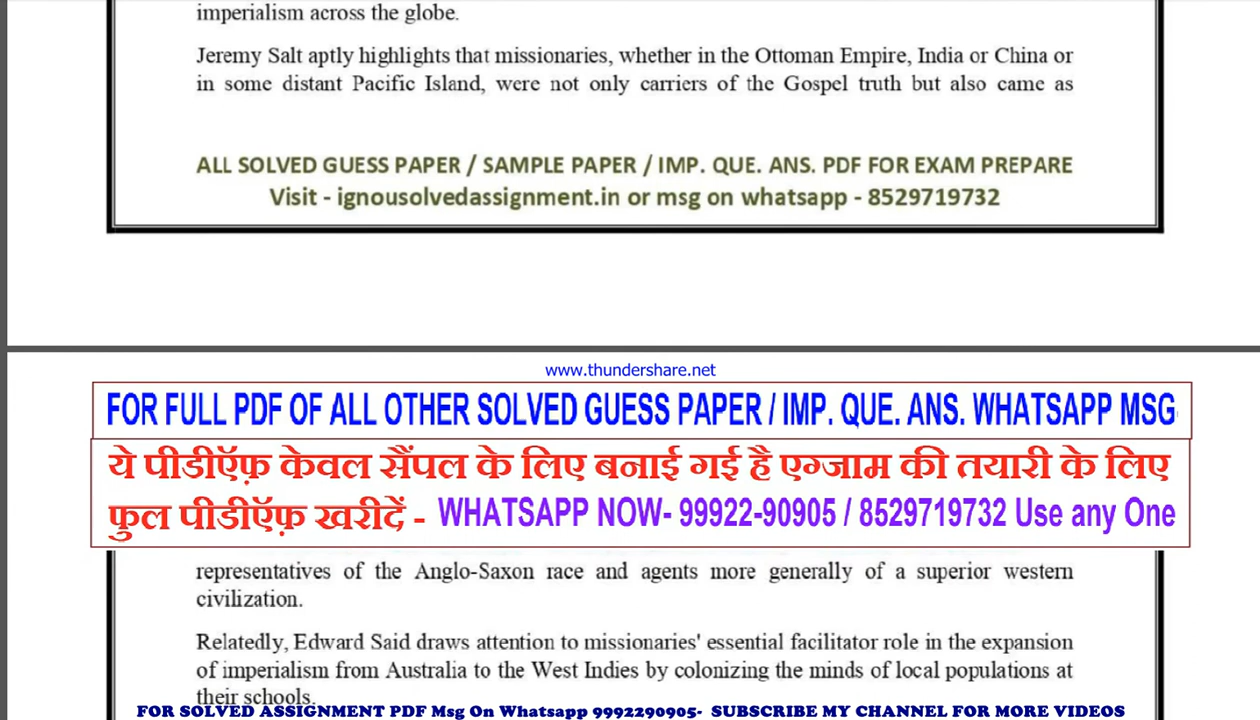 imperialism across the globe.
Jeremy Salt aptly highlights that missionaries, whether in the Ottoman Empire, India or China or
in some distant Pacific Island, were not only carriers of the Gospel truth but also came as
ALL SOLVED GUESS PAPER / SAMPLE PAPER / IMP. QUE. ANS. PDF FOR EXAM PREPARE
Visit - ignousolvedassignment.in or msg on whatsapp - 8529719732
www.thundershare.net
FOR FULL PDF OF ALL OTHER SOLVED GUESS PAPER / IMP. QUE. ANS. WHATSAPP MSG
ये पीडीऍफ़ केवल सैंपल के लिए बनाई गई है एग्जाम की तयारी के लिए
फुल पीडीऍफ़ खरीदें - WHATSAPP NOW- 99922-90905 / 8529719732 Use any One
representatives of the Anglo-Saxon race and agents more generally of a superior western
civilization.
Relatedly, Edward Said draws attention to missionaries' essential facilitator role in the expansion
of imperialism from Australia to the West Indies by colonizing the minds of local populations at
their schools.
FOR SOLVED ASSIGNMENT PDF Msg On Whatsapp 9992290905- SUBSCRIBE MY CHANNEL FOR MORE VIDEOS